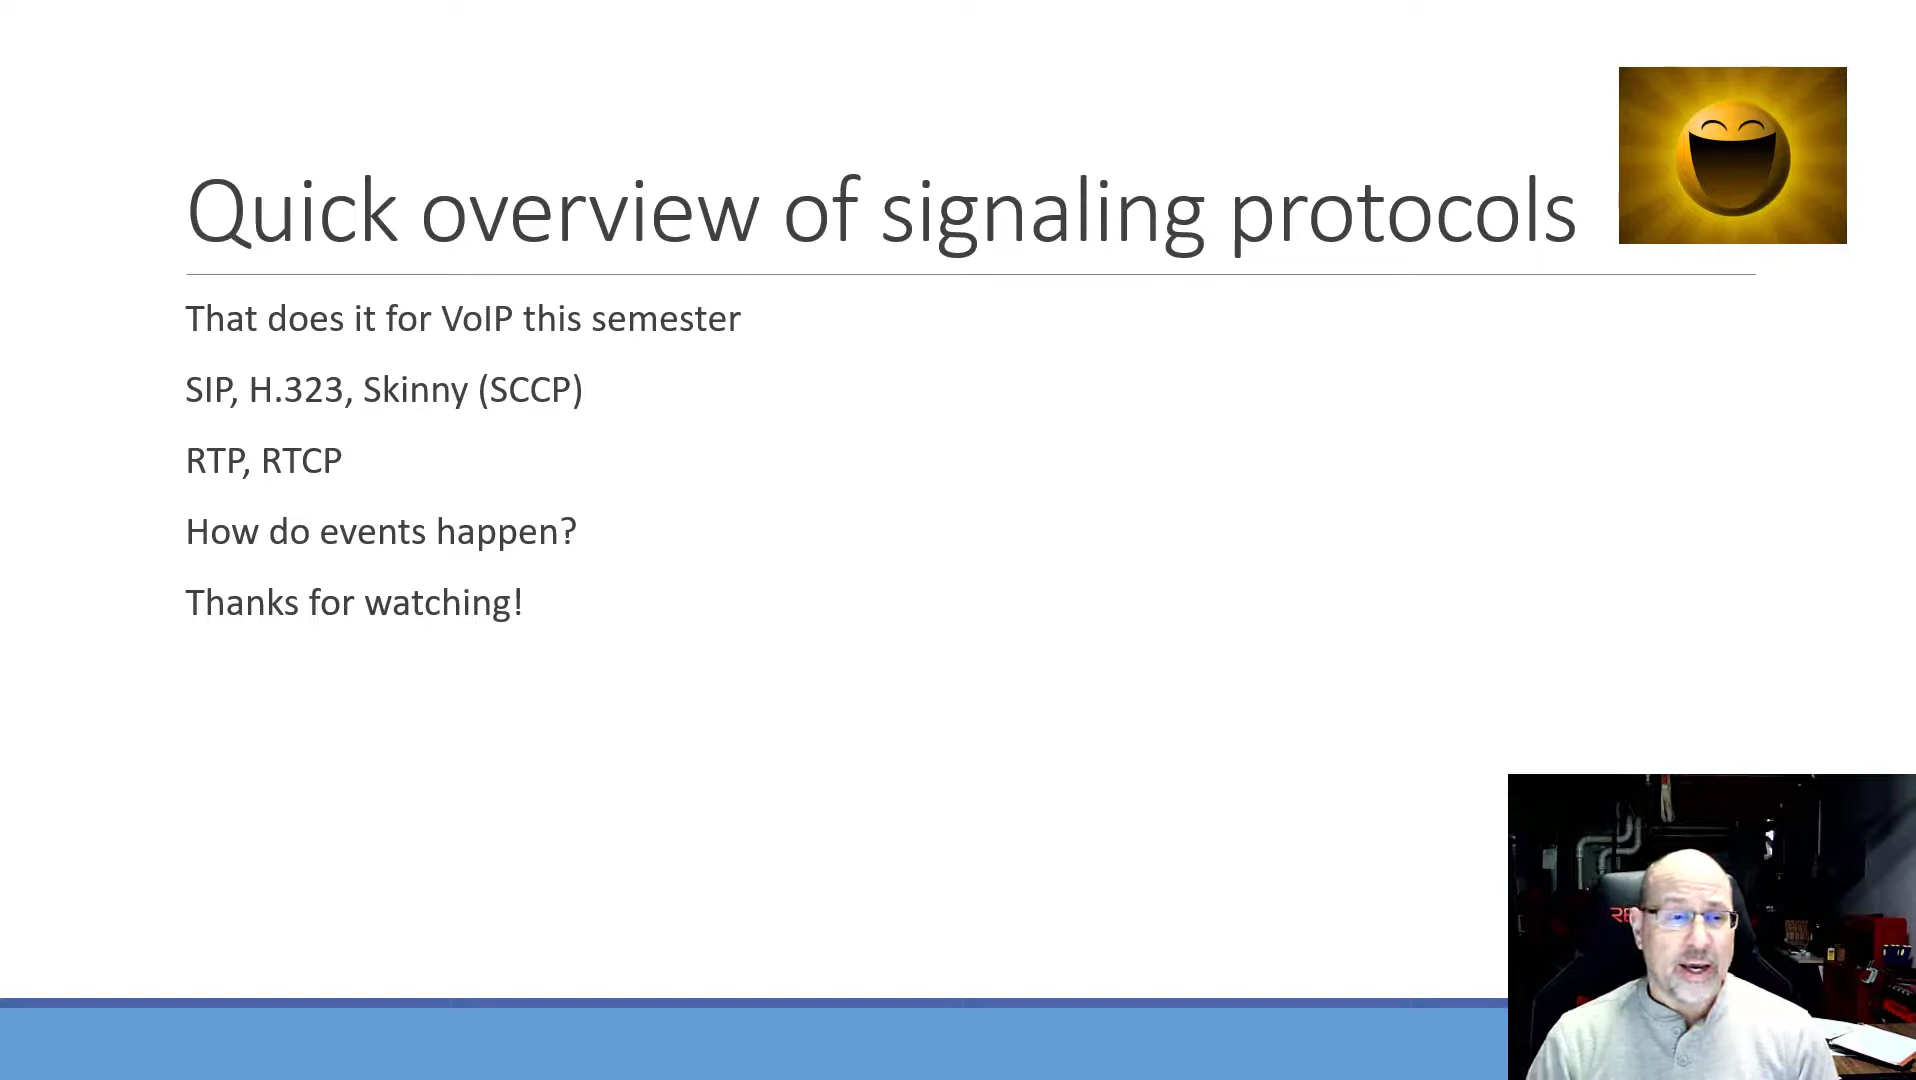 Quick overview of signaling protocols
That does it for VoIP this semester
SIP, H.323, Skinny (SCCP)
RTP, RTCP
How do events happen?
Thanks for watching!